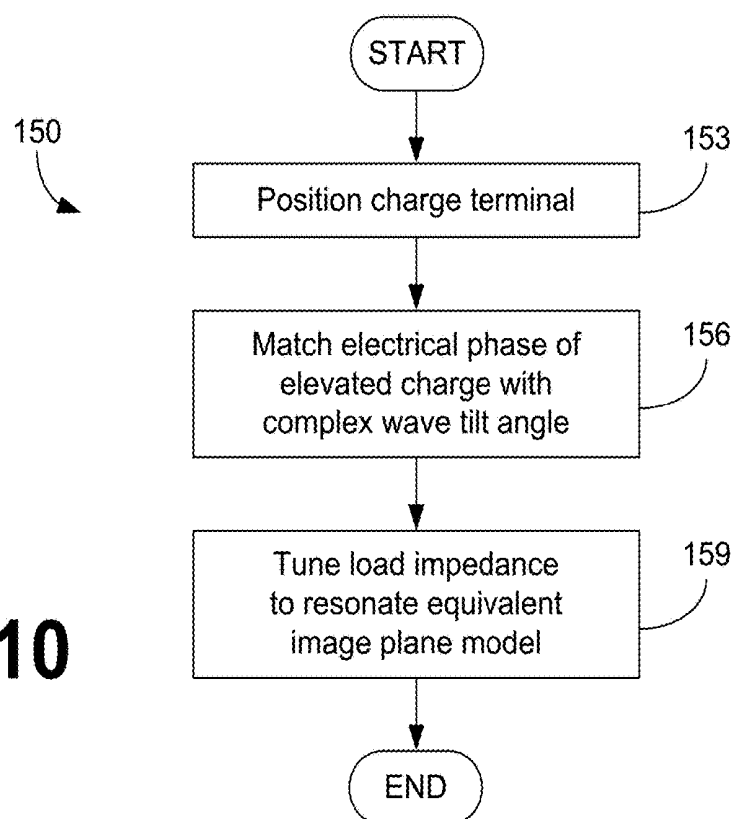 START
150
153
Position charge terminal
156
Match electrical phase of
elevated charge with
complex wave tilt angle
159
Tune load impedance
to resonate equivalent
image plane model
10
END